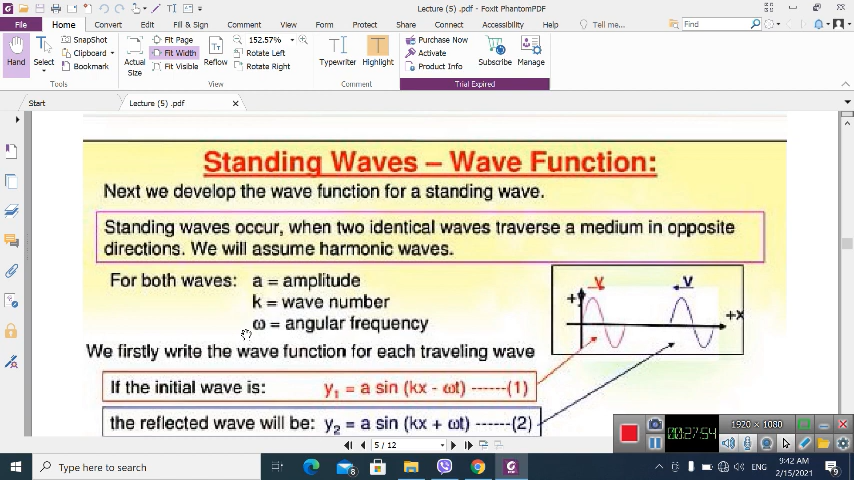 Lecture (5) .pdf - Foxit PhantomPDF
File Home Convert Edit Fill & Sign Comment View Form Protect Share Connect Accessibility Help Tell me... Find
Hand
Select
SnapShot
Clipboard
Bookmark
Tools
Actual Size
Fit Page
Fit Width
Fit Visible
Reflow
152.57%
Rotate Left
Rotate Right
View
Typewriter
Highlight
Comment
Purchase Now
Activate
Product Info
Subscribe
Manage
Trial Expired
Start Lecture (5) .pdf
Standing Waves – Wave Function:
Next we develop the wave function for a standing wave.
Standing waves occur, when two identical waves traverse a medium in opposite
directions. We will assume harmonic waves.
For both waves: a = amplitude
k = wave number
ω = angular frequency
v v
+y +x
We firstly write the wave function for each traveling wave
If the initial wave is: y₁ = a sin (kx - ωt) ------(1)
the reflected wave will be: y₂ = a sin (kx + ωt) ------(2)
00:27:54
1920 × 1080
5 / 12
Type here to search
8
ENG
9:42 AM
2/15/2021
9